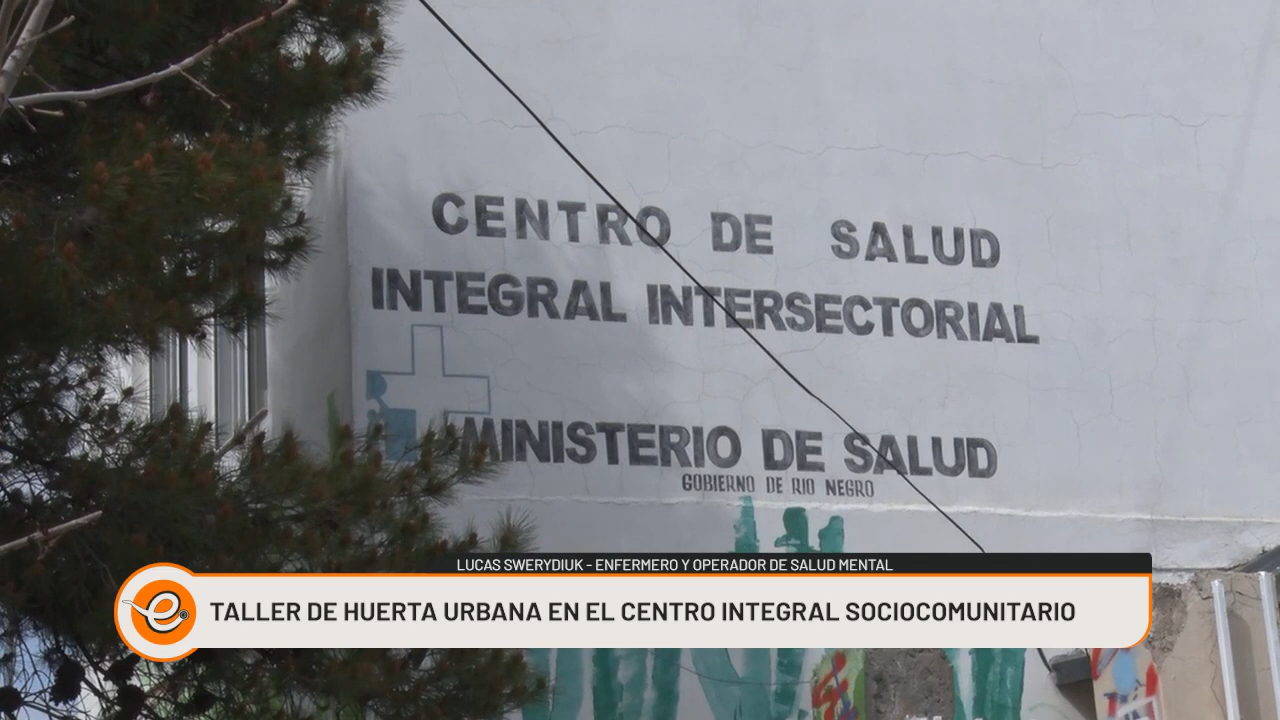 CENTRO DE SALUD
INTEGRAL INTERSECTORIAL
MINISTERIO DE SALUD
GOBIERNO DE RIO NEGRO
LUCAS SWERYDIUK - ENFERMERO Y OPERADOR DE SALUD MENTAL
TALLER DE HUERTA URBANA EN EL CENTRO INTEGRAL SOCIOCOMUNITARIO